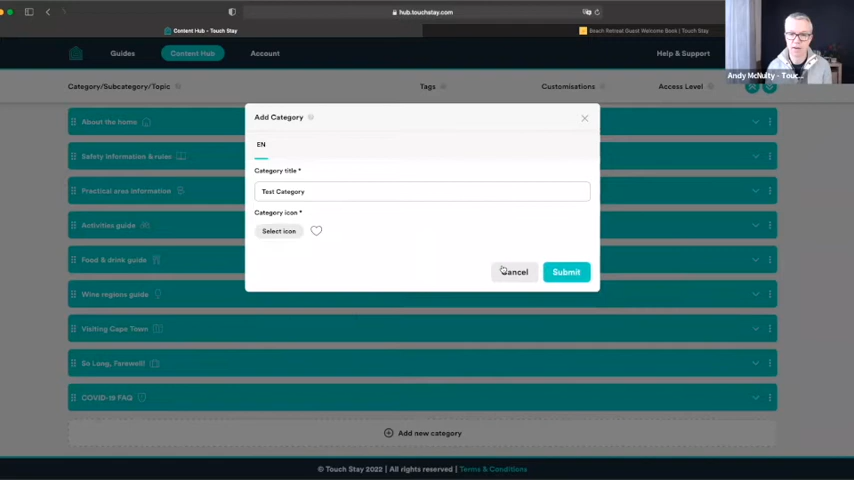 hub.touchstay.com
Content Hub - Touch Stay
Beach Retreat Guest Welcome Book | Touch Stay
Guides
Content Hub
Account
Help & Support
Andy McNulty - Touc...
Category/Subcategory/Topic
Tags
Customisations
Access Level
Add Category
EN
Category title *
Test Category
Category icon *
Select icon
Cancel
Submit
About the home
Safety information & rules
Practical area information
Activities guide
Food & drink guide
Wine regions guide
Visiting Cape Town
So Long, Farewell!
COVID-19 FAQ
Add new category
© Touch Stay 2022 | All rights reserved | Terms & Conditions